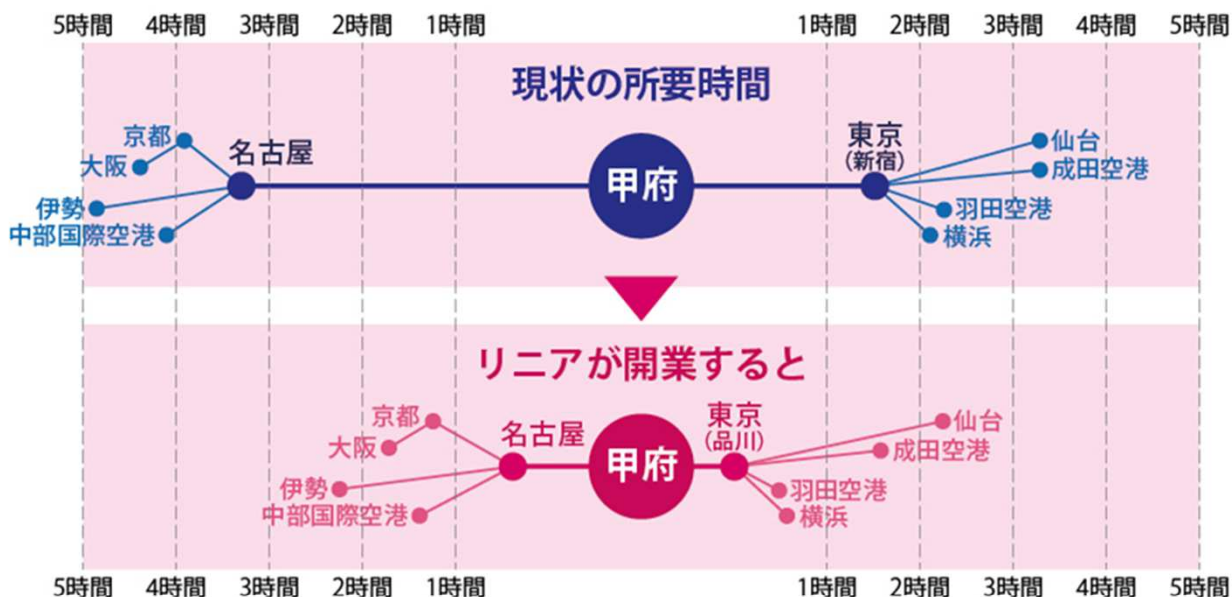 5時間 4時間 3時間 2時間 1時間 1時間 2時間 3時間 4時間 5時間
現状の所要時間
京都
大阪
名古屋
伊勢
中部国際空港
甲府
東京
(新宿)
仙台
成田空港
羽田空港
横浜
リニアが開業すると
京都
大阪
名古屋
伊勢
中部国際空港
甲府
東京
(品川)
仙台
成田空港
羽田空港
横浜
5時間 4時間 3時間 2時間 1時間 1時間 2時間 3時間 4時間 5時間